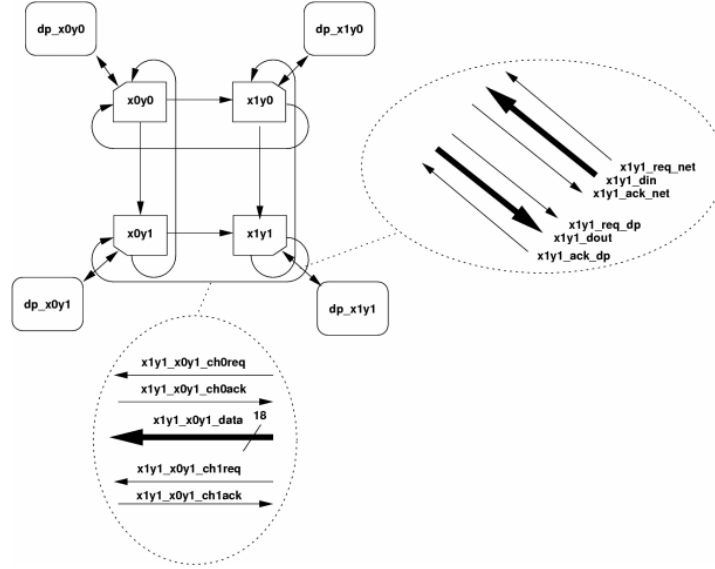 dp_x0y0
dp_x1y0
x0y0
x1y0
x1y1_req_net
x1y1_din
x1y1_ack_net
x1y1_req_dp
x1y1_dout
x1y1_ack_dp
x0y1
x1y1
dp_x0y1
dp_x1y1
x1y1_x0y1_ch0req
x1y1_x0y1_ch0ack
x1y1_x0y1_data
18
x1y1_x0y1_ch1req
x1y1_x0y1_ch1ack